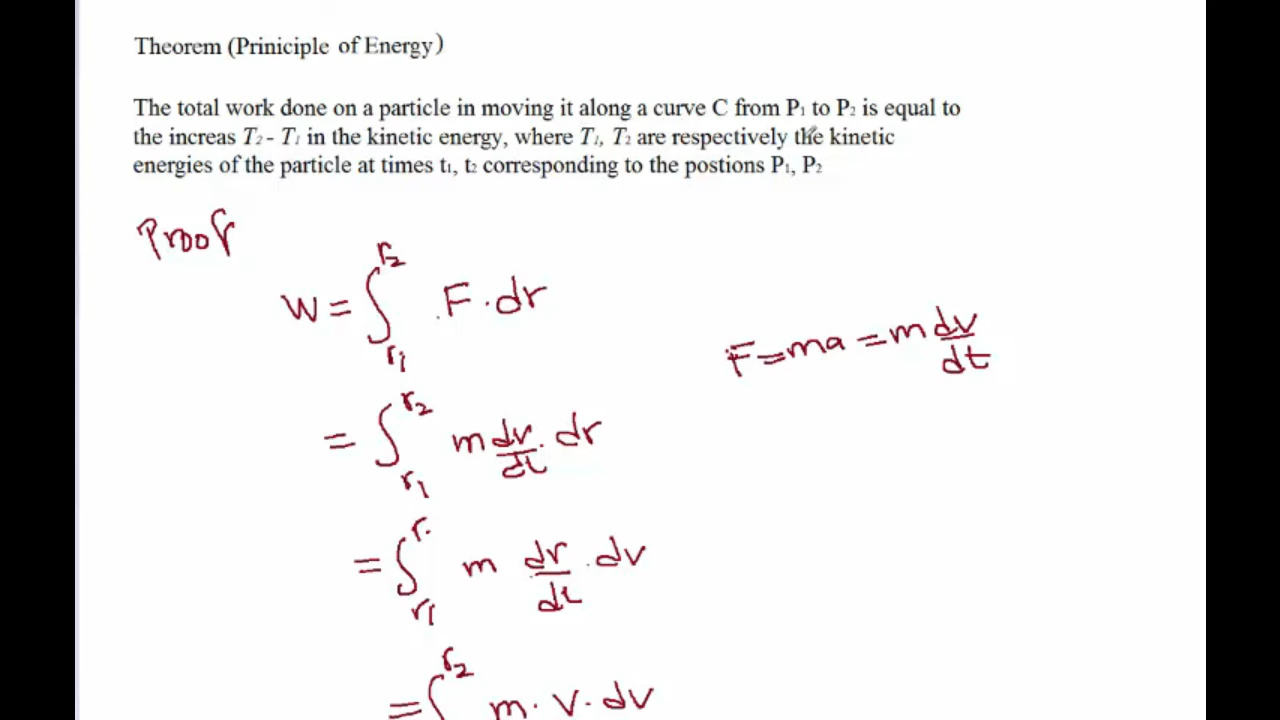 Theorem (Priniciple of Energy)
The total work done on a particle in moving it along a curve C from P₁ to P₂ is equal to
the increas T₂ - T₁ in the kinetic energy, where T₁, T₂ are respectively the kinetic
energies of the particle at times t₁, t₂ corresponding to the postions P₁, P₂
Proof
W = ∫_{r₁}^{r₂} F · dr
F = ma = m dv/dt
= ∫_{r₁}^{r₂} m dv/dt · dr
= ∫_{r₁}^{r.} m dr/dt · dv
= ∫^{r₂} m · v · dv